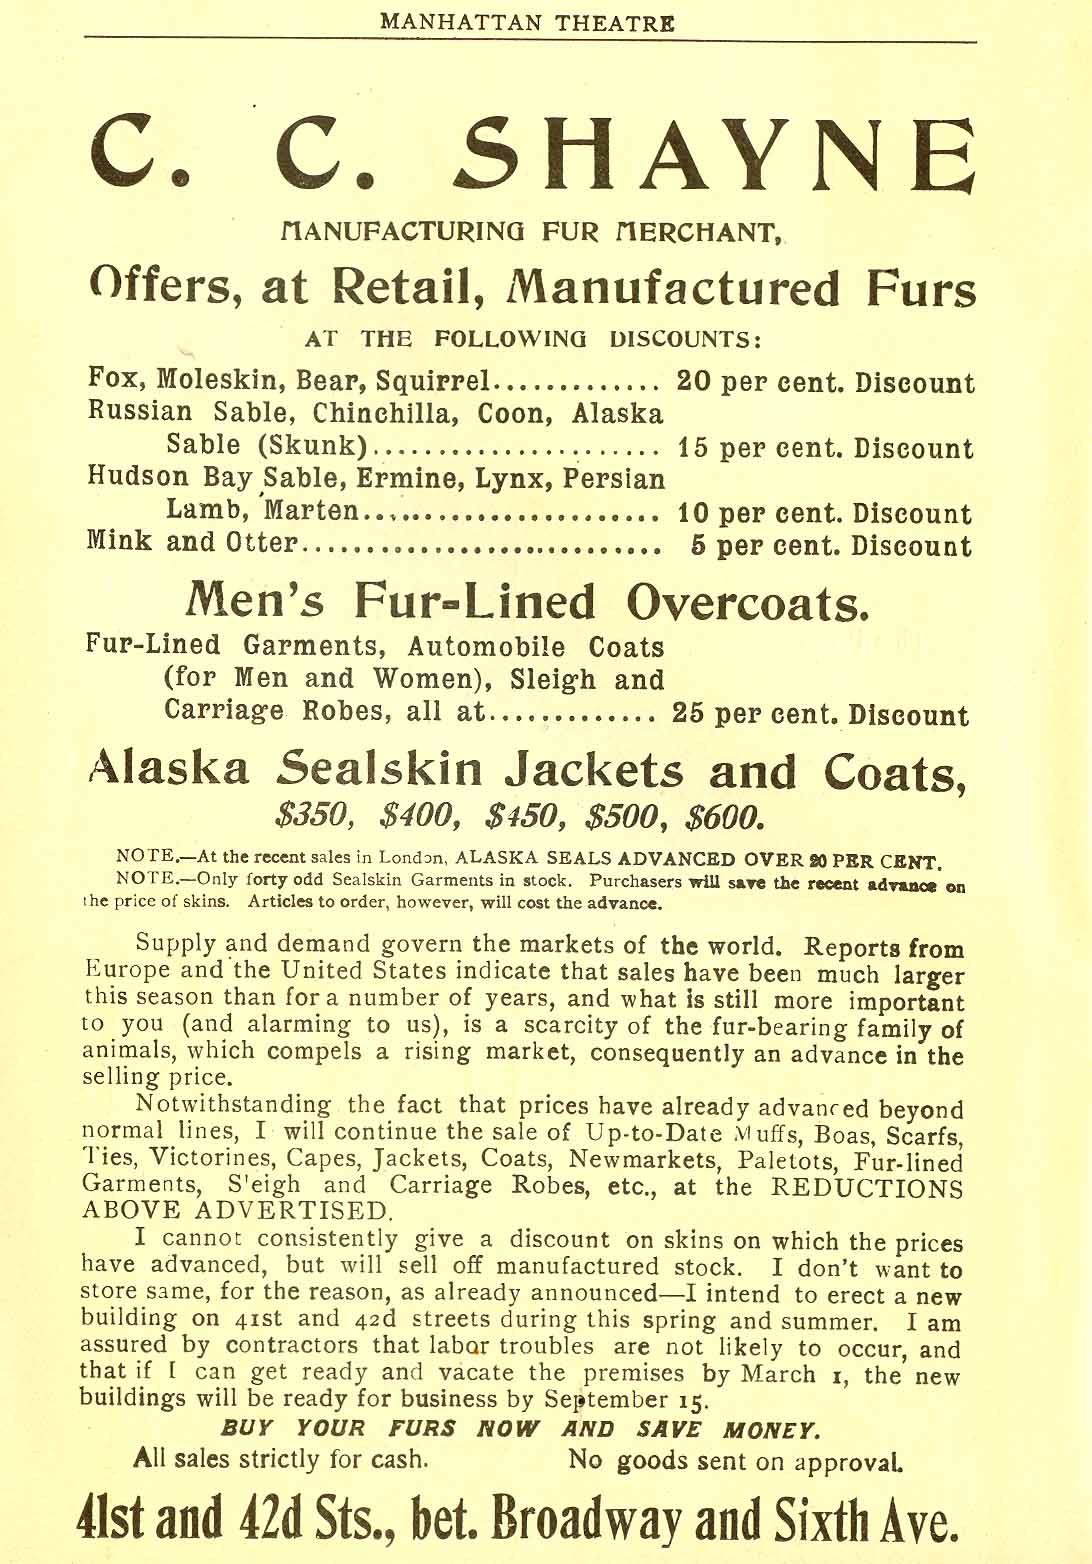 MANHATTAN THEATRE
C. C. SHAYNE
MANUFACTURING FUR MERCHANT,
Offers, at Retail, Manufactured Furs
AT THE FOLLOWING DISCOUNTS:
Fox, Moleskin, Bear, Squirrel............. 20 per cent. Discount
Russian Sable, Chinchilla, Coon, Alaska
Sable (Skunk)...................... 15 per cent. Discount
Hudson Bay Sable, Ermine, Lynx, Persian
Lamb, Marten....................... 10 per cent. Discount
Mink and Otter............................ 5 per cent. Discount
Men's Fur-Lined Overcoats.
Fur-Lined Garments, Automobile Coats
(for Men and Women), Sleigh and
Carriage Robes, all at............. 25 per cent. Discount
Alaska Sealskin Jackets and Coats,
$350, $400, $450, $500, $600.
NOTE.—At the recent sales in London, ALASKA SEALS ADVANCED OVER 20 PER CENT.
NOTE.—Only forty odd Sealskin Garments in stock. Purchasers will save the recent advance on
the price of skins. Articles to order, however, will cost the advance.
Supply and demand govern the markets of the world. Reports from
Europe and the United States indicate that sales have been much larger
this season than for a number of years, and what is still more important
to you (and alarming to us), is a scarcity of the fur-bearing family of
animals, which compels a rising market, consequently an advance in the
selling price.
Notwithstanding the fact that prices have already advanced beyond
normal lines, I will continue the sale of Up-to-Date Muffs, Boas, Scarfs,
Ties, Victorines, Capes, Jackets, Coats, Newmarkets, Paletots, Fur-lined
Garments, S'eigh and Carriage Robes, etc., at the REDUCTIONS
ABOVE ADVERTISED.
I cannot consistently give a discount on skins on which the prices
have advanced, but will sell off manufactured stock. I don't want to
store same, for the reason, as already announced—I intend to erect a new
building on 41st and 42d streets during this spring and summer. I am
assured by contractors that labor troubles are not likely to occur, and
that if I can get ready and vacate the premises by March 1, the new
buildings will be ready for business by September 15.
BUY YOUR FURS NOW AND SAVE MONEY.
All sales strictly for cash. No goods sent on approval.
41st and 42d Sts., bet. Broadway and Sixth Ave.